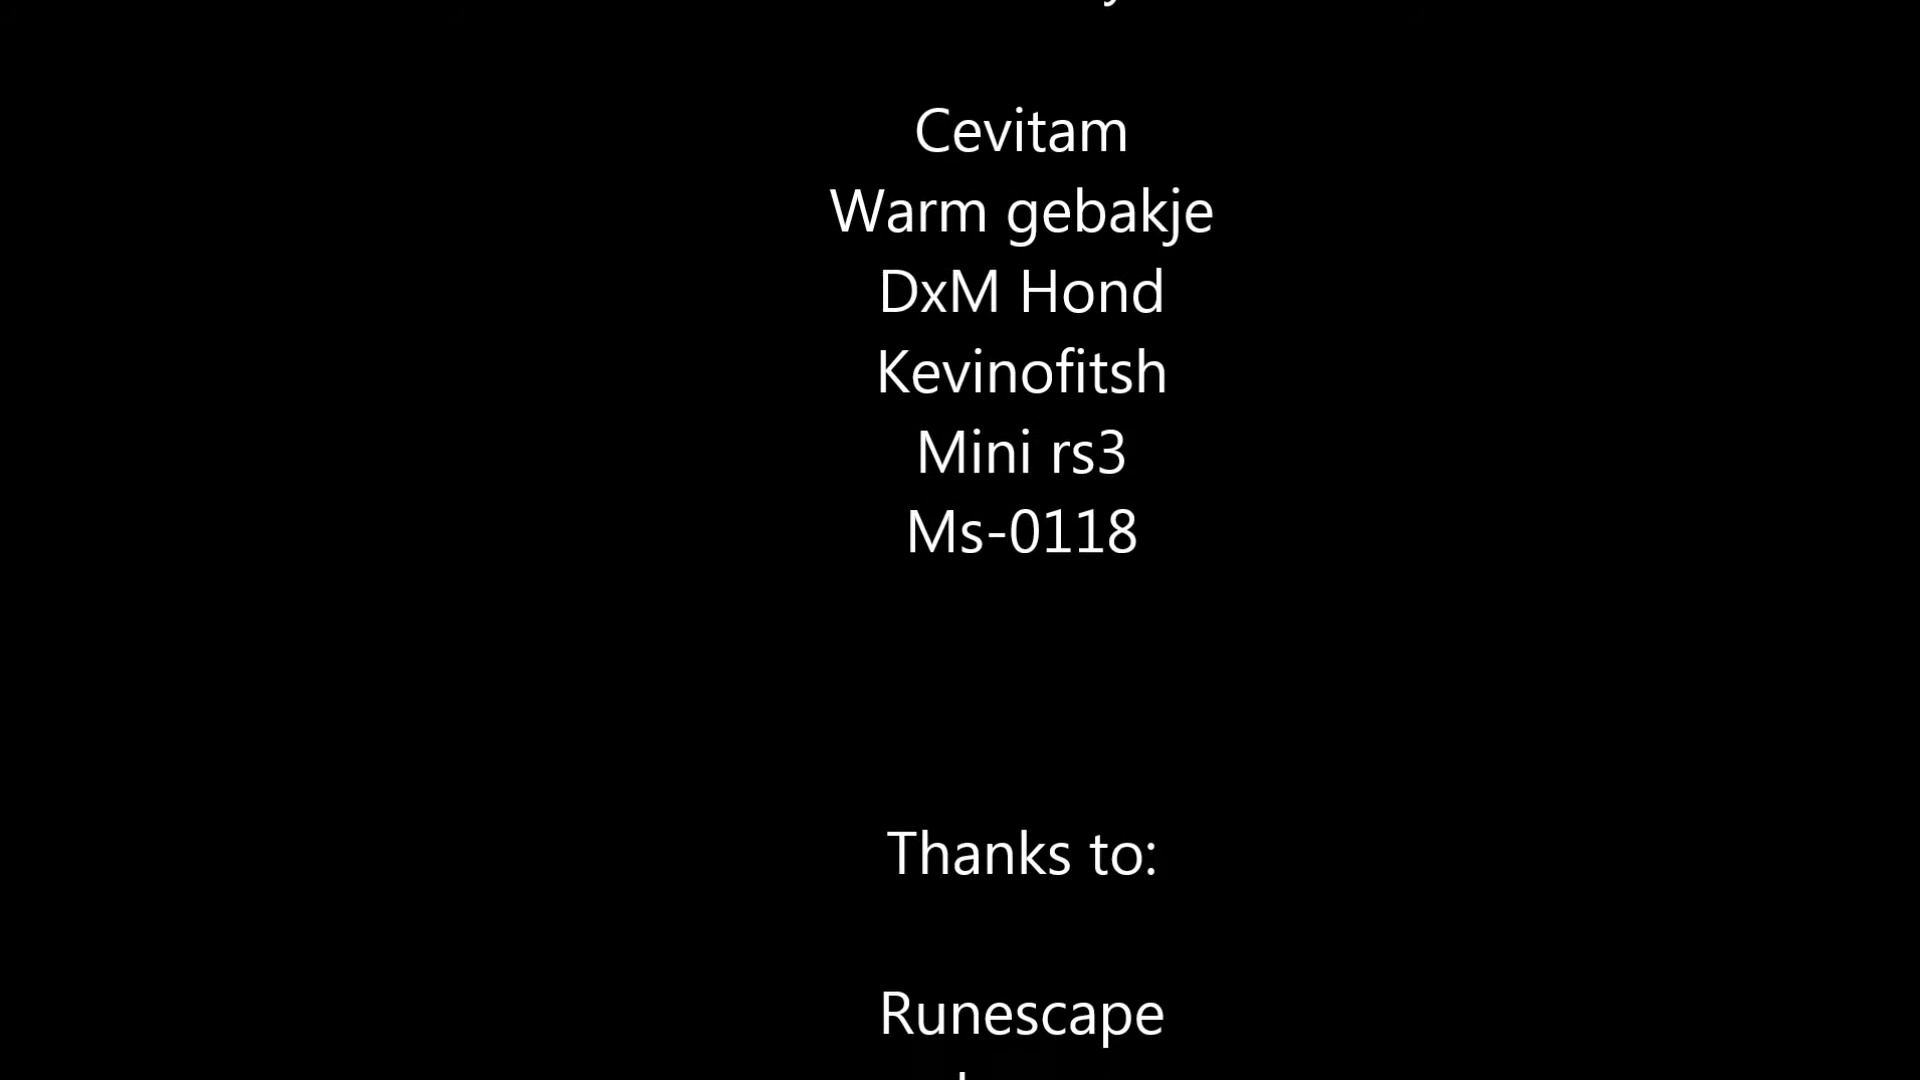 Cevitam
Warm gebakje
DxM Hond
Kevinofitsh
Mini rs3
Ms-0118
Thanks to:
Runescape